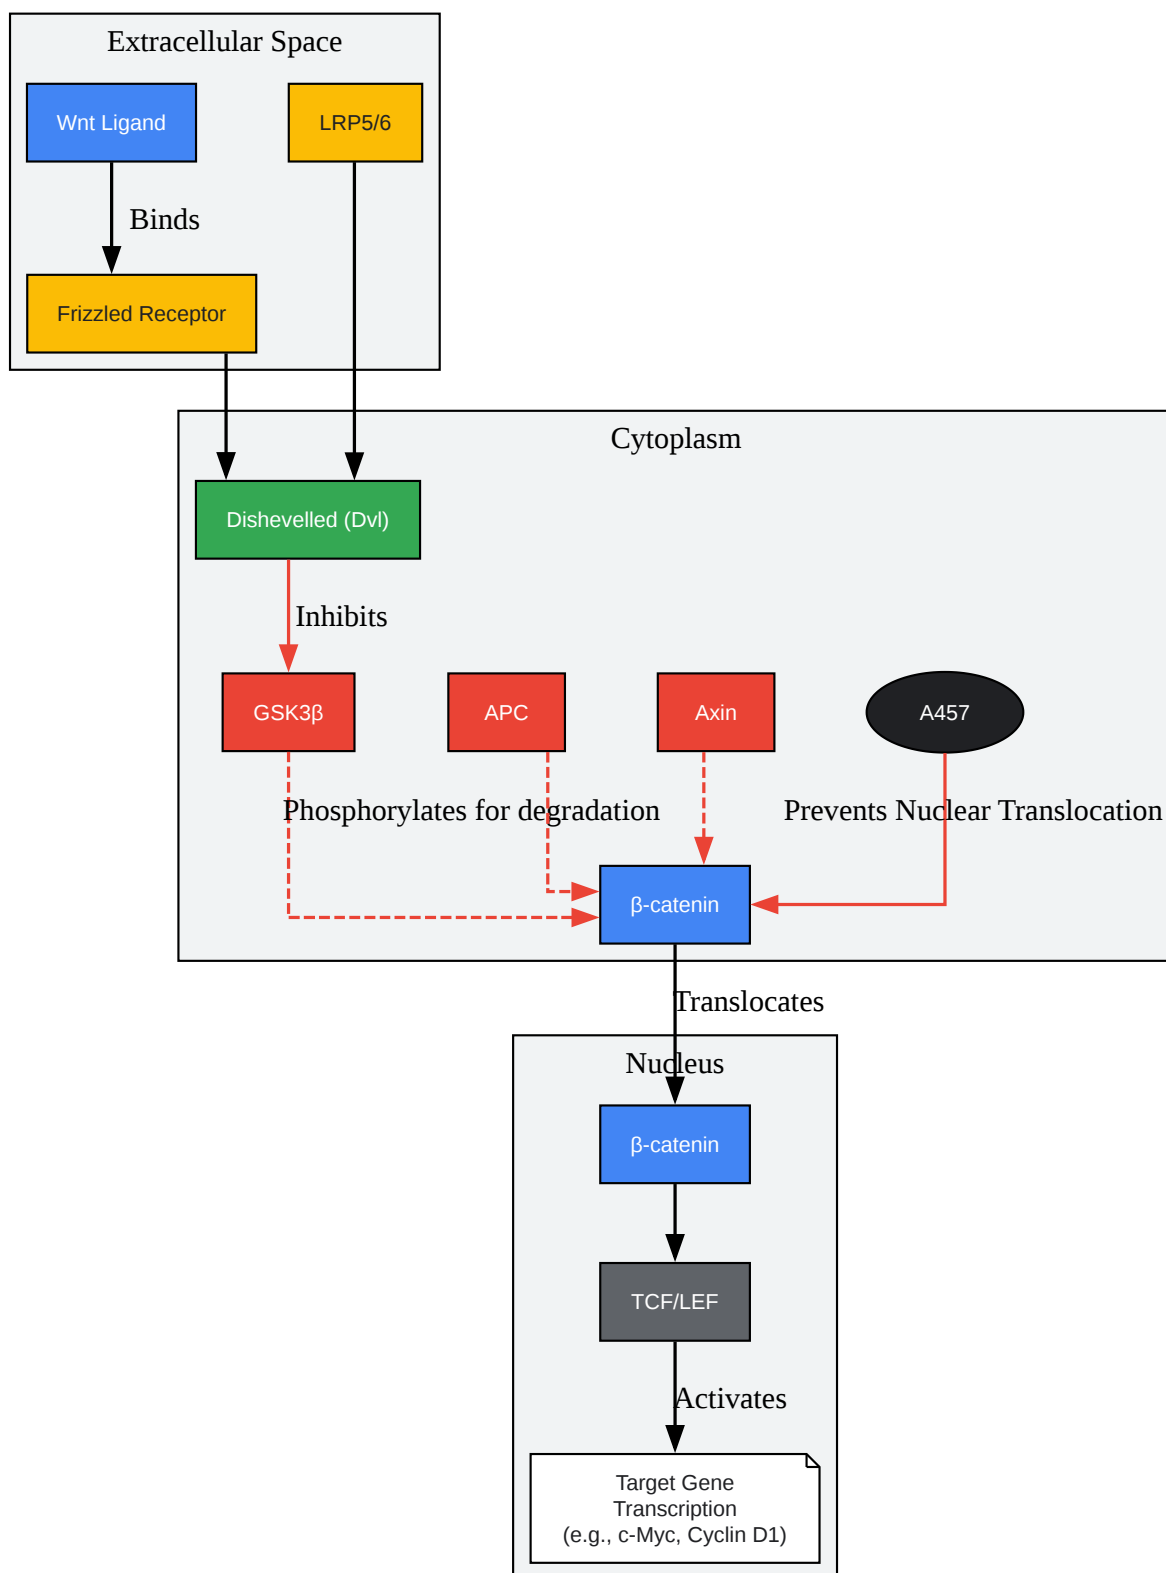 Extracellular Space
Wnt Ligand
LRP5/6
Binds
Frizzled Receptor
Cytoplasm
Dishevelled (Dvl)
Inhibits
GSK3β
APC
Axin
A457
Phosphorylates for degradation
Prevents Nuclear Translocation
β-catenin
Translocates
Nucleus
β-catenin
TCF/LEF
Activates
Target Gene
Transcription
(e.g., c-Myc, Cyclin D1)